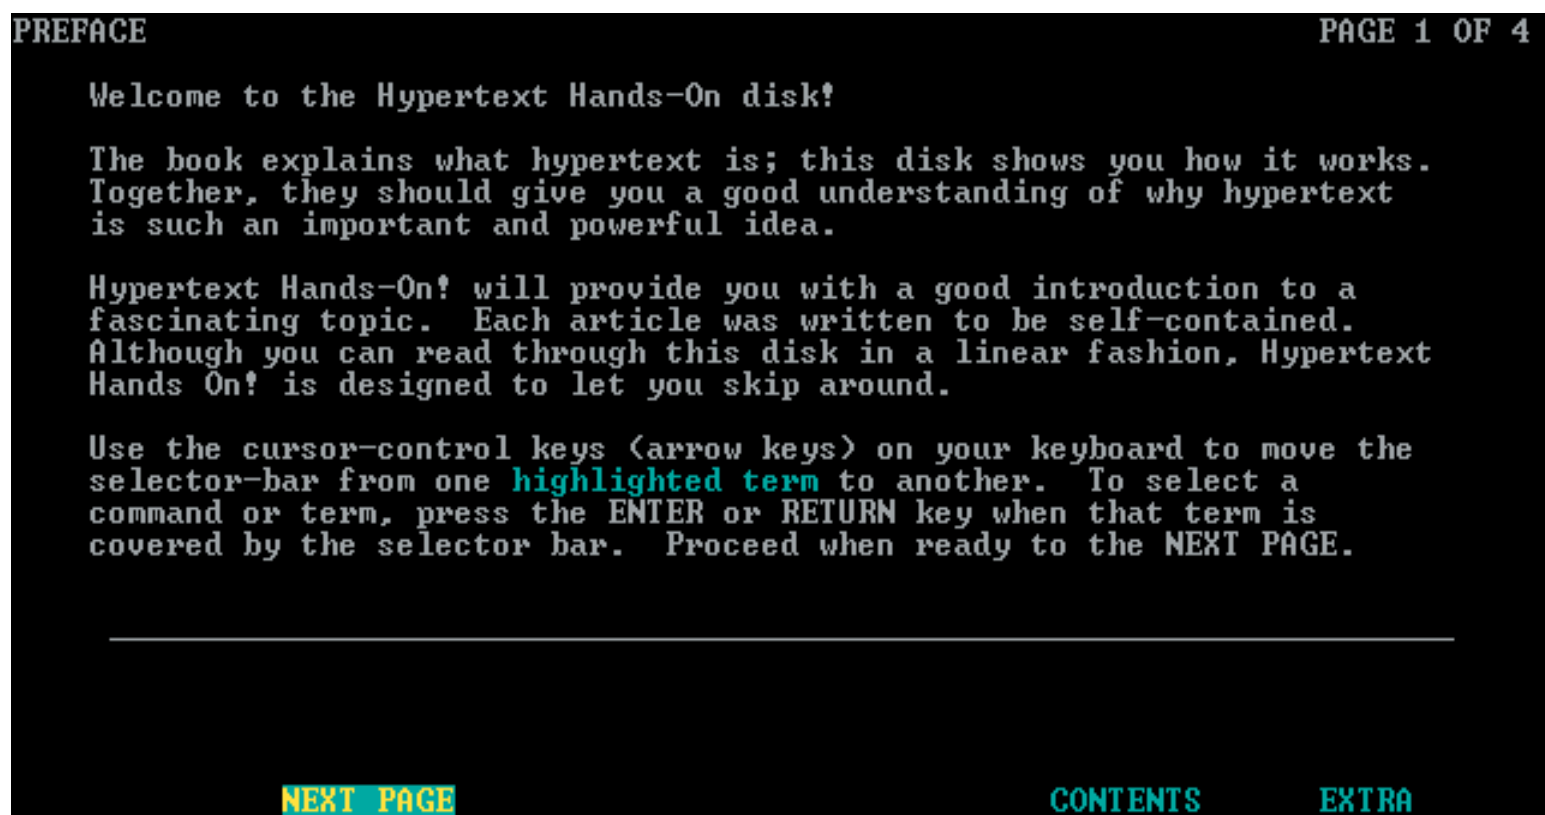 PREFACE PAGE 1 OF 4
Welcome to the Hypertext Hands-On disk!
The book explains what hypertext is; this disk shows you how it works.
Together, they should give you a good understanding of why hypertext
is such an important and powerful idea.
Hypertext Hands-On! will provide you with a good introduction to a
fascinating topic.  Each article was written to be self-contained.
Although you can read through this disk in a linear fashion, Hypertext
Hands On! is designed to let you skip around.
Use the cursor-control keys (arrow keys) on your keyboard to move the
selector-bar from one highlighted term to another.  To select a
command or term, press the ENTER or RETURN key when that term is
covered by the selector bar.  Proceed when ready to the NEXT PAGE.
NEXT PAGE CONTENTS EXTRA